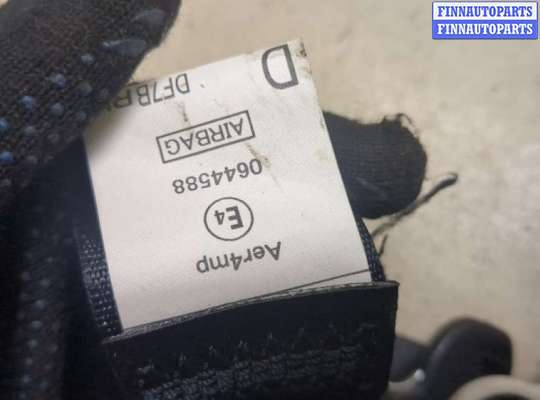 FINNAUTOPARTS
FINNAUTOPARTS
Aer4mp
E4
0644588
AIRBAG
D